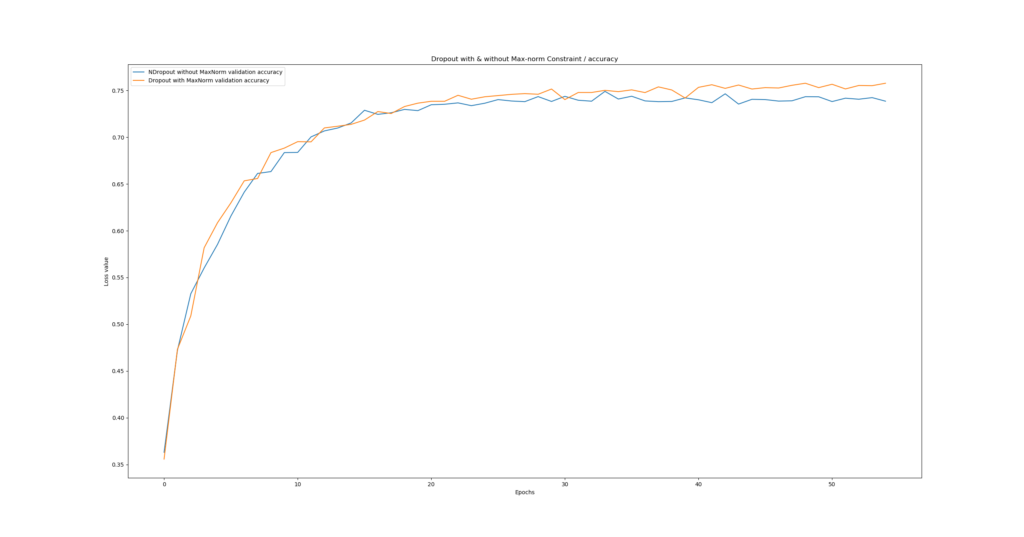 Dropout with & without Max-norm Constraint / accuracy
NDropout without MaxNorm validation accuracy
Dropout with MaxNorm validation accuracy
0.75
0.70
0.65
0.60
0.55
0.50
0.45
0.40
0.35
Loss value
0 10 20 30 40 50
Epochs